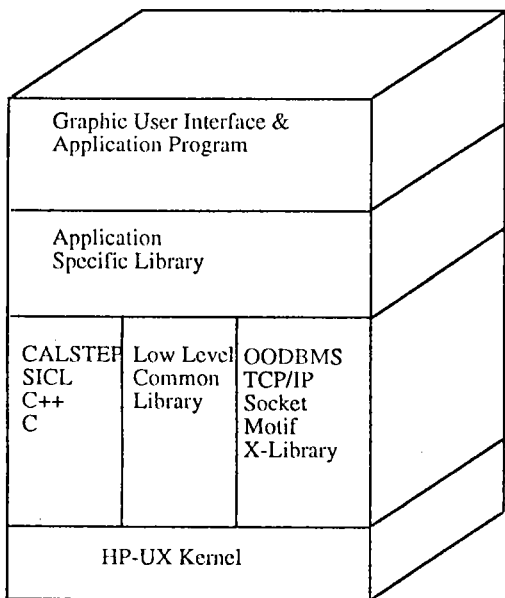 Graphic User Interface &
Application Program
Application
Specific Library
CALSTEP
SICL
C++
C
Low Level
Common
Library
OODBMS
TCP/IP
Socket
Motif
X-Library
HP-UX Kernel